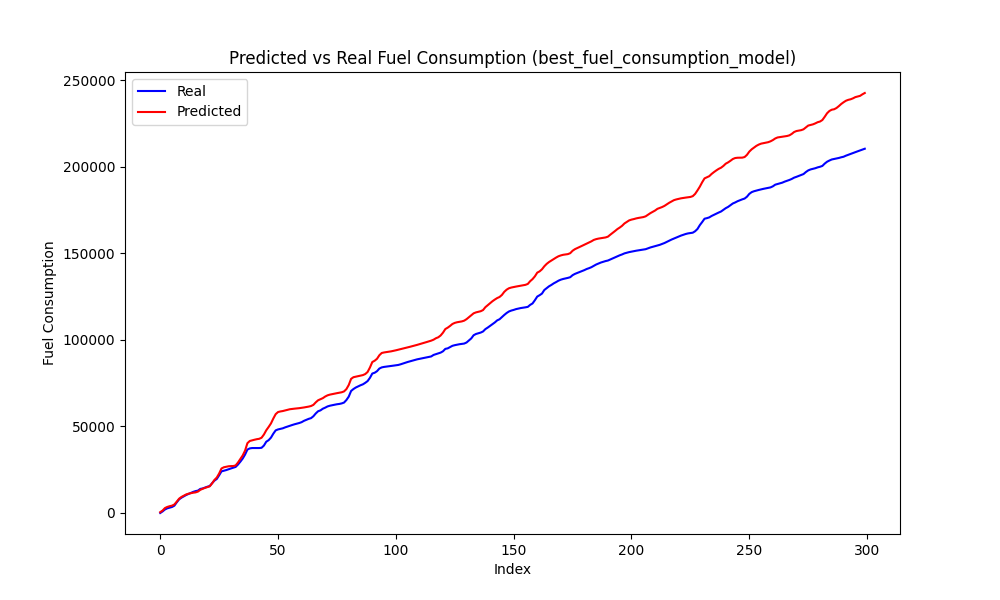 Predicted vs Real Fuel Consumption (best_fuel_consumption_model)
Real
Predicted
250000
200000
150000
100000
50000
0
Fuel Consumption
0 50 100 150 200 250 300
Index